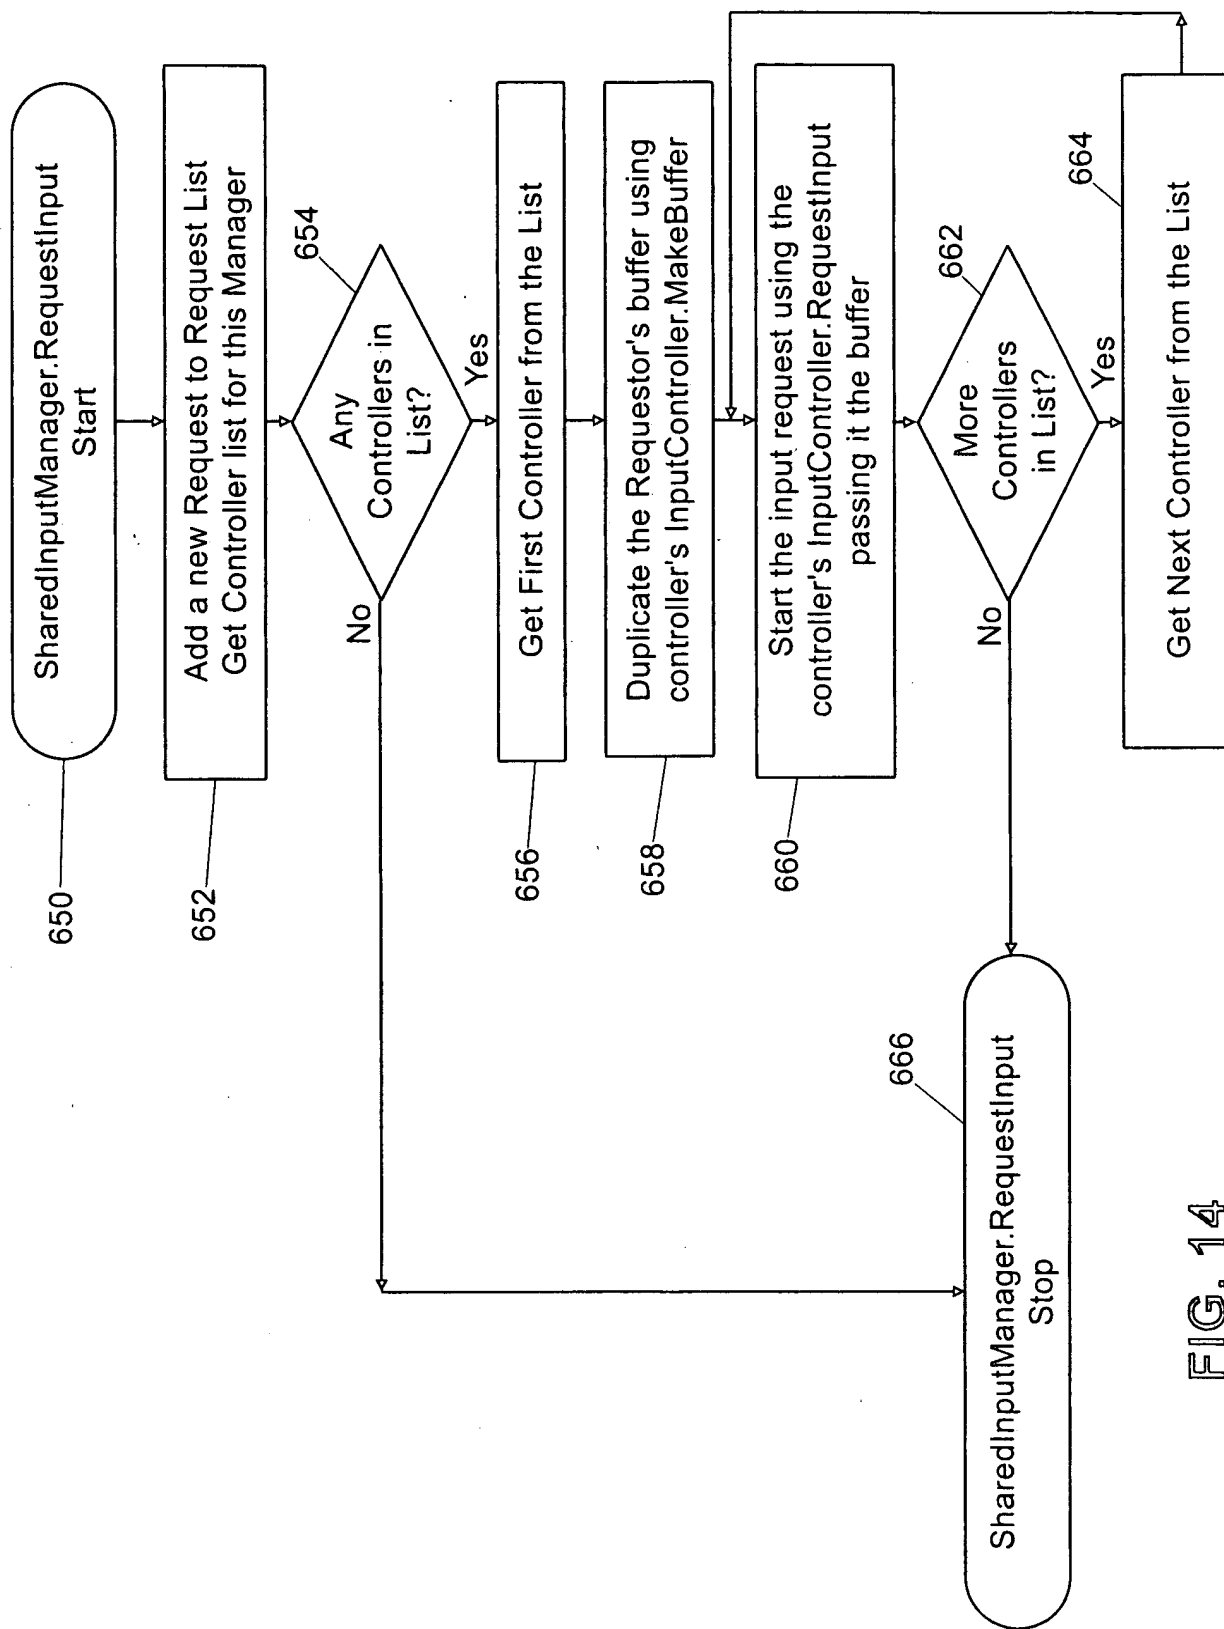 650
SharedInputManager.RequestInput
Start
652
Add a new Request to Request List
Get Controller list for this Manager
654
Any
Controllers in
List?
No
Yes
656
Get First Controller from the List
658
Duplicate the Requestor's buffer using
controller's InputController.MakeBuffer
660
Start the input request using the
controller's InputController.RequestInput
passing it the buffer
662
More
Controllers
in List?
No
Yes
664
Get Next Controller from the List
666
SharedInputManager.RequestInput
Stop
FIG. 14